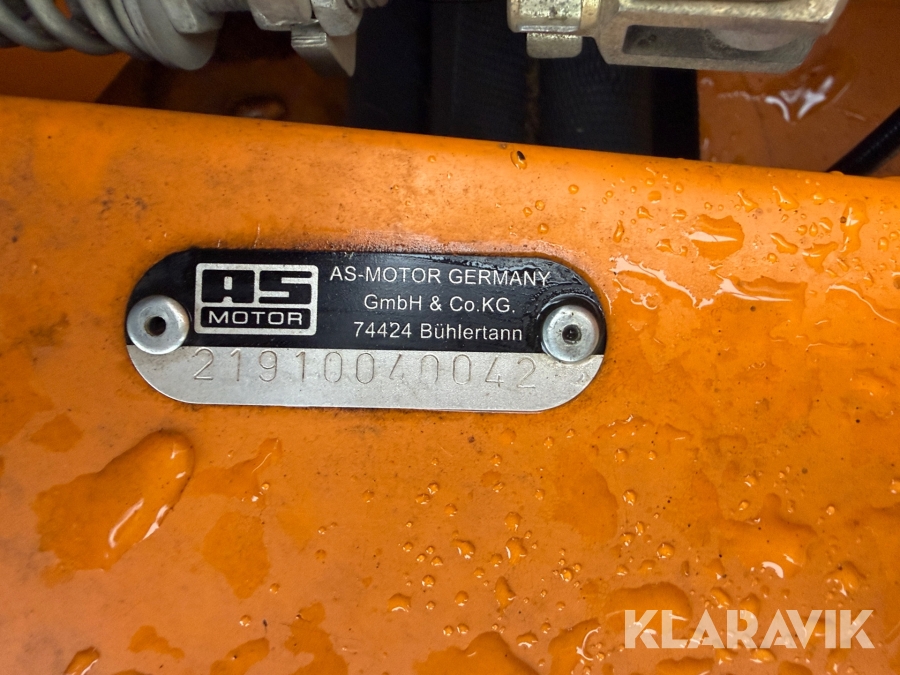 AS
MOTOR
AS-MOTOR GERMANY
GmbH & Co.KG.
74424 Bühlertann
21910040042
KLARAVIK